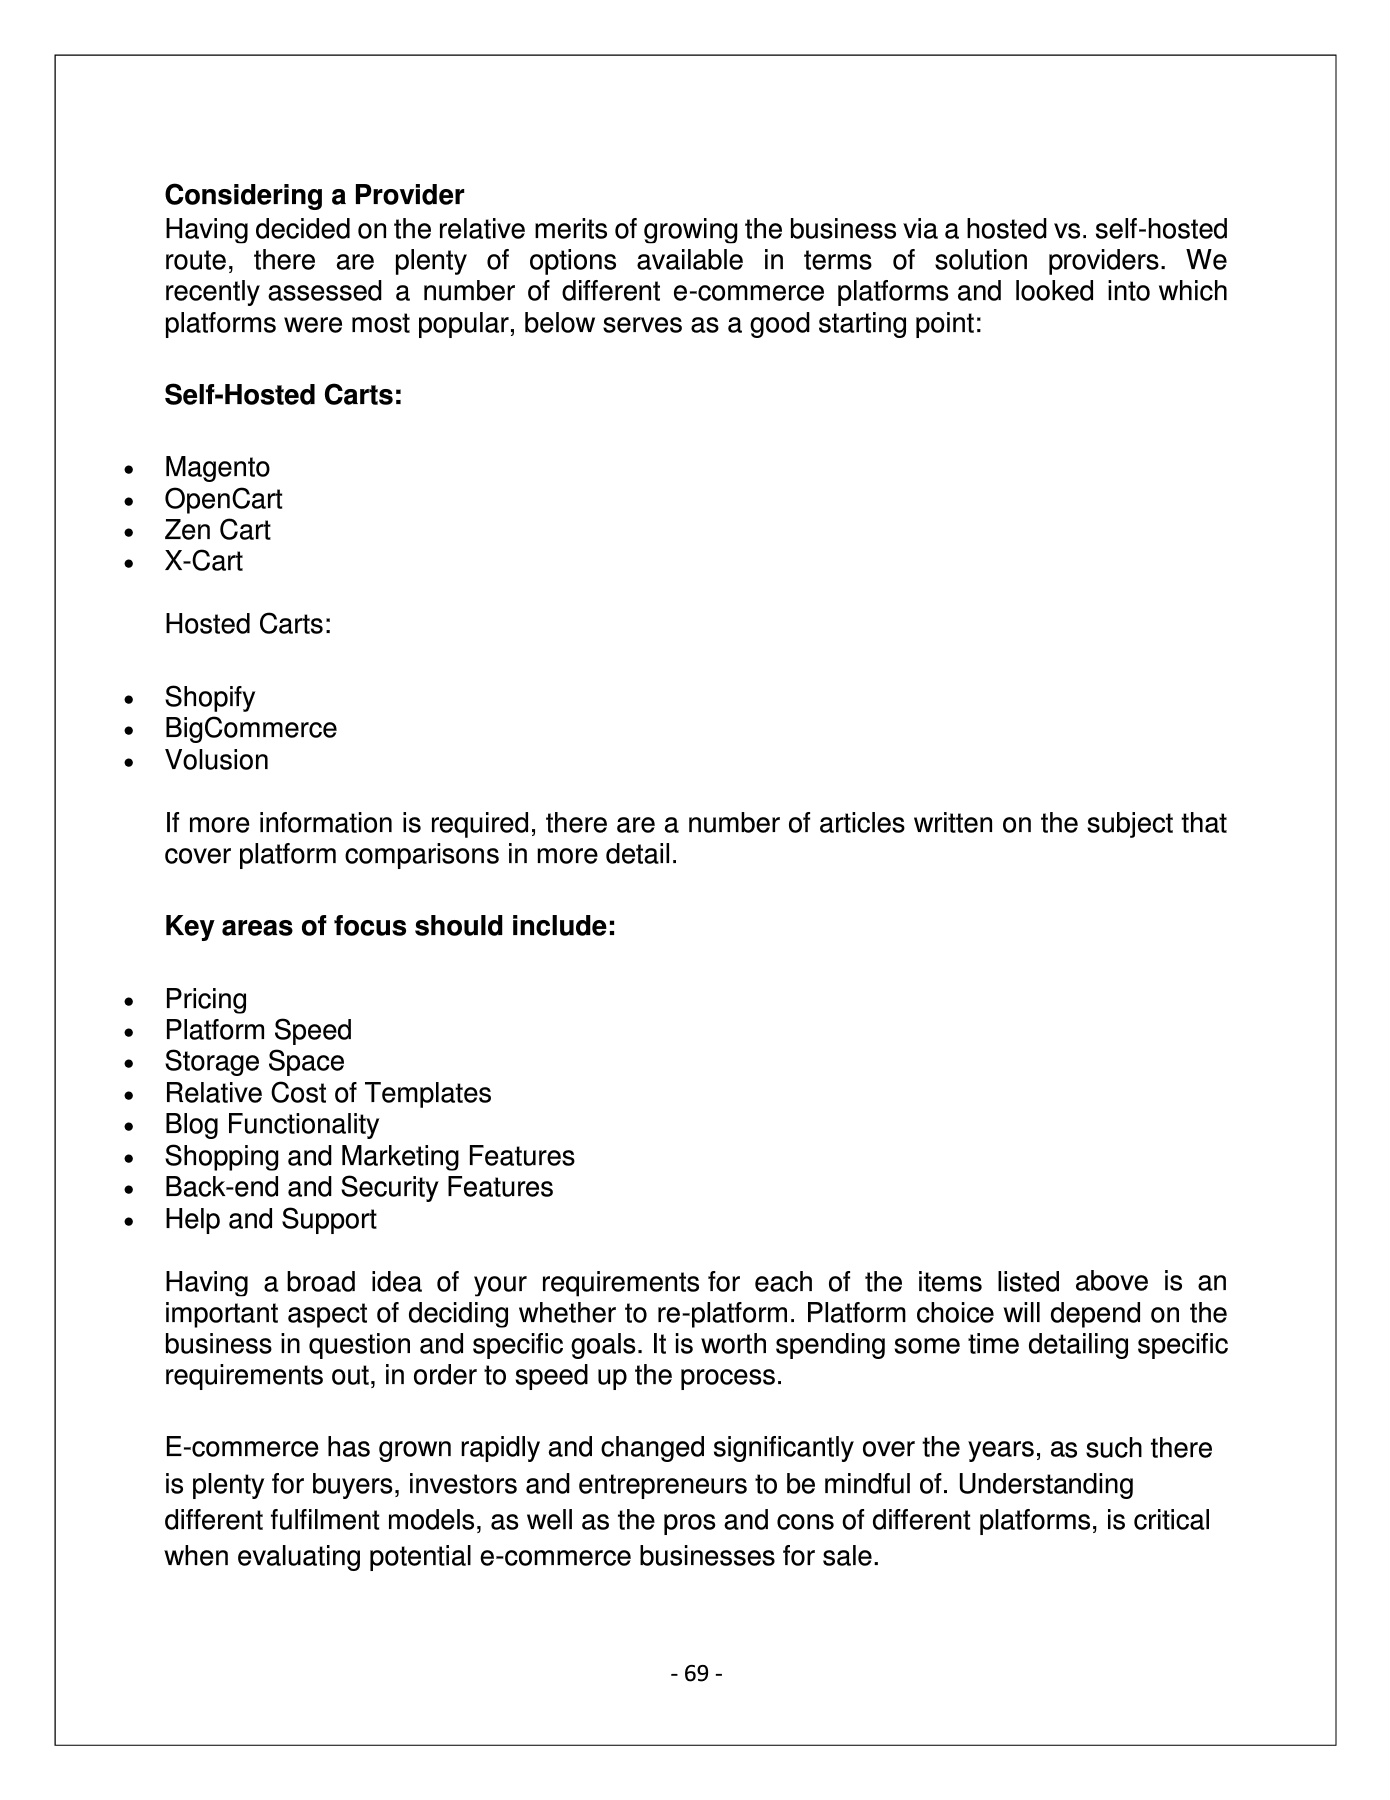 Considering a Provider
Having decided on the relative merits of growing the business via a hosted vs. self-hosted
route, there are plenty of options available in terms of solution providers. We
recently assessed a number of different e-commerce platforms and looked into which
platforms were most popular, below serves as a good starting point:
Self-Hosted Carts:
• Magento
• OpenCart
• Zen Cart
• X-Cart
Hosted Carts:
• Shopify
• BigCommerce
• Volusion
If more information is required, there are a number of articles written on the subject that
cover platform comparisons in more detail.
Key areas of focus should include:
• Pricing
• Platform Speed
• Storage Space
• Relative Cost of Templates
• Blog Functionality
• Shopping and Marketing Features
• Back-end and Security Features
• Help and Support
Having a broad idea of your requirements for each of the items listed above is an
important aspect of deciding whether to re-platform. Platform choice will depend on the
business in question and specific goals. It is worth spending some time detailing specific
requirements out, in order to speed up the process.
E-commerce has grown rapidly and changed significantly over the years, as such there
is plenty for buyers, investors and entrepreneurs to be mindful of. Understanding
different fulfilment models, as well as the pros and cons of different platforms, is critical
when evaluating potential e-commerce businesses for sale.
- 69 -